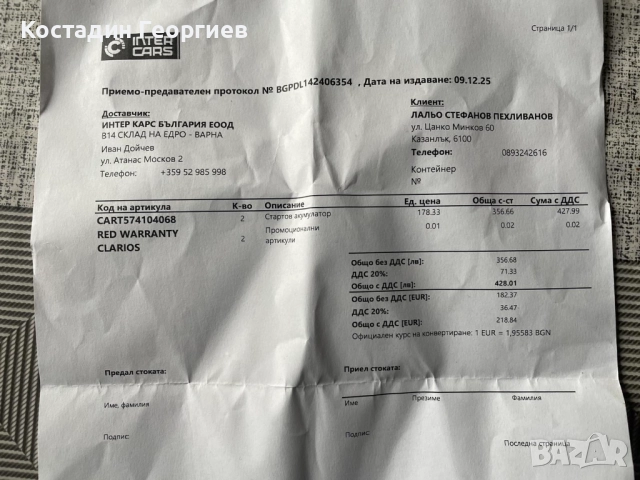 Костадин Георгиев
INTER CARS
Страница 1/1
Приемо-предавателен протокол № BGPDL142406354 , Дата на издаване: 09.12.25
Доставчик:
ИНТЕР КАРС БЪЛГАРИЯ ЕООД
814 СКЛАД НА ЕДРО - ВАРНА
Иван Дойчев
ул. Атанас Москов 2
Телефон: +359 52 985 998
Клиент:
ЛАЛЬО СТЕФАНОВ ПЕХЛИВАНОВ
ул. Цанко Минков 60
Казанлък, 6100
Телефон: 0893242616
Контейнер
№
Код на артикула К-во Описание Ед. цена Обща с-ст Сума с ДДС
CART574104068 2 Стартов акумулатор 178.33 356.66 427.99
RED WARRANTY CLARIOS 2 Промоционални артикули 0.01 0.02 0.02
Общо без ДДС [лв]: 356.68
ДДС 20%: 71.33
Общо с ДДС [лв]: 428.01
Общо без ДДС [EUR]: 182.37
ДДС 20%: 36.47
Общо с ДДС [EUR]: 218.84
Официален курс на конвертиране: 1 EUR = 1,95583 BGN
Предал стоката:
Приел стоката:
Име, фамилия
Име Презиме Фамилия
Подпис:
Подпис:
Последна страница
BAZAR